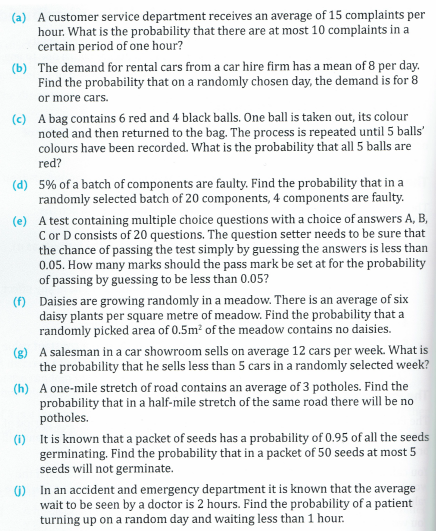 (a) A customer service department receives an average of 15 complaints per
hour. What is the probability that there are at most 10 complaints in a
certain period of one hour?
(b) The demand for rental cars from a car hire firm has a mean of 8 per day.
Find the probability that on a randomly chosen day, the demand is for 8
or more cars.
(c) A bag contains 6 red and 4 black balls. One ball is taken out, its colour
noted and then returned to the bag. The process is repeated until 5 balls'
colours have been recorded. What is the probability that all 5 balls are
red?
(d) 5% of a batch of components are faulty. Find the probability that in a
randomly selected batch of 20 components, 4 components are faulty.
(e) A test containing multiple choice questions with a choice of answers A, B,
C or D consists of 20 questions. The question setter needs to be sure that
the chance of passing the test simply by guessing the answers is less than
0.05. How many marks should the pass mark be set at for the probability
of passing by guessing to be less than 0.05?
(f) Daisies are growing randomly in a meadow. There is an average of six
daisy plants per square metre of meadow. Find the probability that a
randomly picked area of 0.5m² of the meadow contains no daisies.
(g) A salesman in a car showroom sells on average 12 cars per week. What is
the probability that he sells less than 5 cars in a randomly selected week?
(h) A one-mile stretch of road contains an average of 3 potholes. Find the
probability that in a half-mile stretch of the same road there will be no
potholes.
(i) It is known that a packet of seeds has a probability of 0.95 of all the seeds
germinating. Find the probability that in a packet of 50 seeds at most 5
seeds will not germinate.
(j) In an accident and emergency department it is known that the average
wait to be seen by a doctor is 2 hours. Find the probability of a patient
turning up on a random day and waiting less than 1 hour.